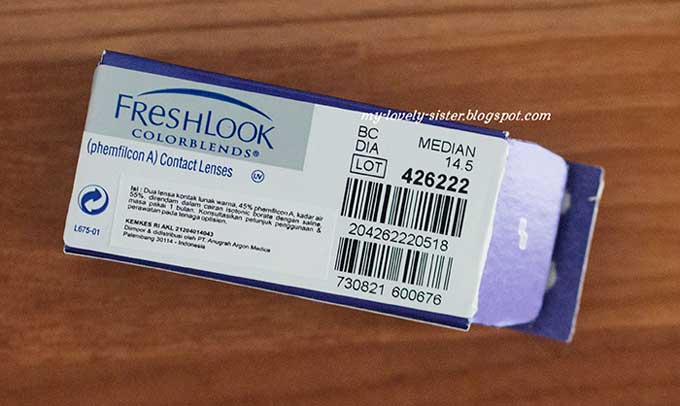 my-lovely-sister.blogspot.com
FRESHLOOK
COLORBLENDS®
(phemfilcon A) Contact Lenses
UV
BC MEDIAN
DIA 14.5
LOT 426222
204262220518
730821 600676
Isi : Dua lensa kontak lunak warna, 45% phemfilcon A, kadar air
55%, direndam dalam cairan isotonic borate dengan saline
masa pakai 1 bulan. Konsultasikan petunjuk penggunaan &
perawatan pada tenaga optisien.
KEMKES RI AKL 21204014043
Diimpor & didistribusi oleh PT. Anugrah Argon Medica
Palembang 30114 - Indonesia
L675-01